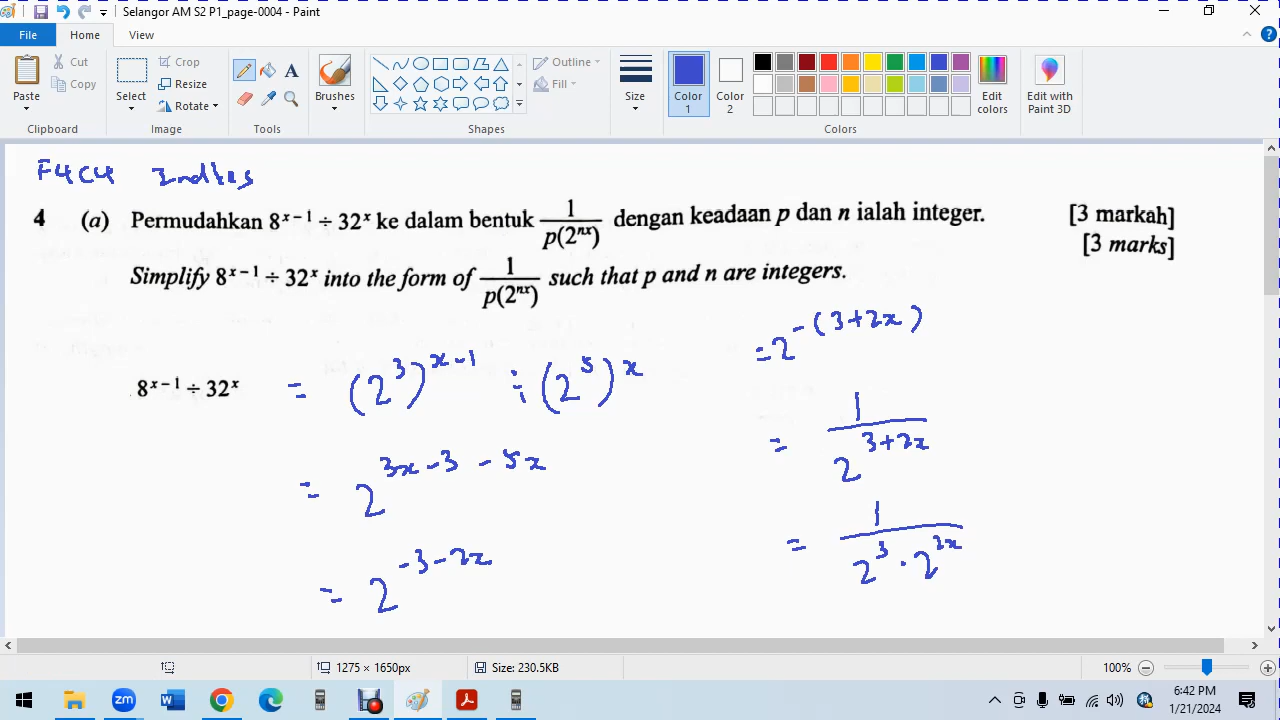 Selangor AM S2 P1_page-0004 - Paint
File Home View
Paste Cut Copy Clipboard
Select Crop Resize Rotate Image
A Tools
Brushes
Outline Fill Shapes
Size
Color 1 Color 2 Edit colors Colors
Edit with Paint 3D
F4C4 Indices
4 (a) Permudahkan 8^(x – 1) ÷ 32^x ke dalam bentuk 1/(p(2^(nx))) dengan keadaan p dan n ialah integer. [3 markah]
[3 marks]
Simplify 8^(x – 1) ÷ 32^x into the form of 1/(p(2^(nx))) such that p and n are integers.
8^(x – 1) ÷ 32^x = (2^3)^(x-1) ÷ (2^5)^x
= 2^(3x-3-5x)
= 2^(-3-2x)
= 2^(-(3+2x))
= 1/(2^(3+2x))
= 1/(2^3 · 2^(2x))
1275 × 1650px Size: 230.5KB 100%
zm W
6:42 PM
1/21/2024